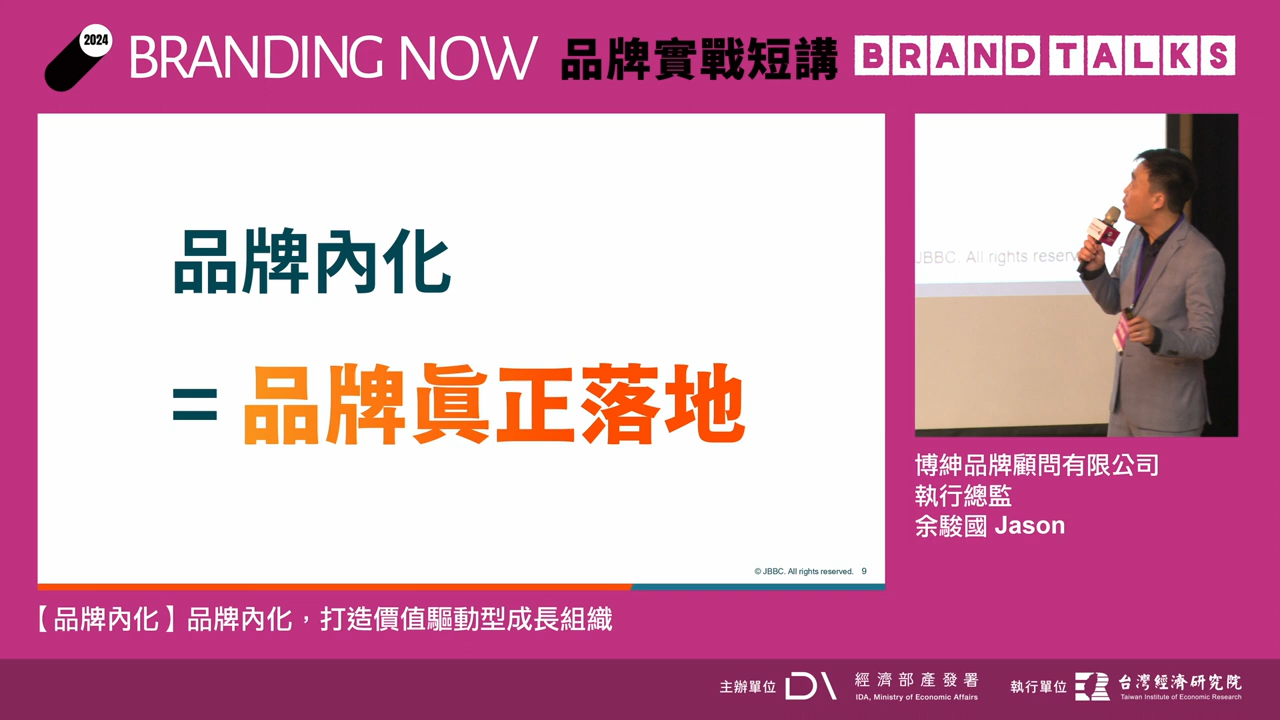 2024
BRANDING NOW 品牌實戰短講 BRAND TALKS
品牌內化
= 品牌眞正落地
© JBBC. All rights reserved. 9
JBBC. All rights reserv
博紳品牌顧問有限公司
執行總監
余駿國 Jason
【品牌內化】品牌內化，打造價值驅動型成長組織
主辦單位 IDA 經濟部產發署
IDA, Ministry of Economic Affairs
執行單位 台灣經濟研究院
Taiwan Institute of Economic Research